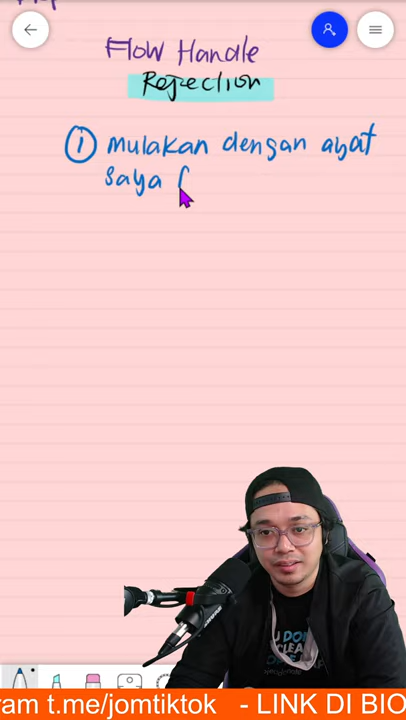 Flow Handle
Rejection
① Mulakan dengan ayat
saya
ram t.me/jomtiktok - LINK DI BIO